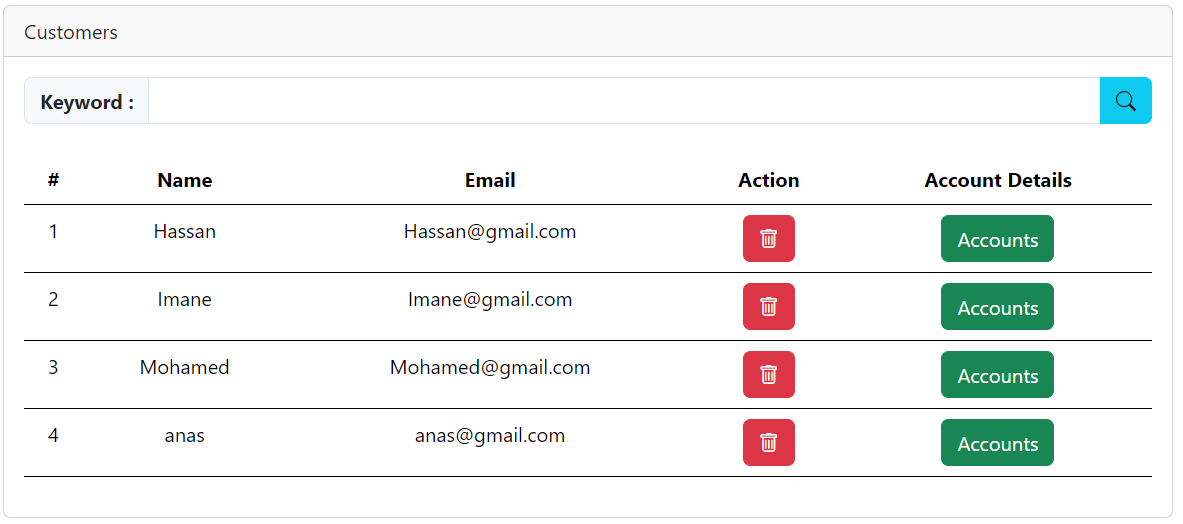 Customers
Keyword :
# Name Email Action Account Details
1 Hassan Hassan@gmail.com Accounts
2 Imane Imane@gmail.com Accounts
3 Mohamed Mohamed@gmail.com Accounts
4 anas anas@gmail.com Accounts